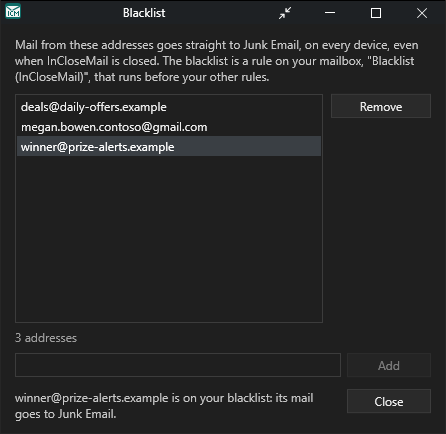 ICM Blacklist
Mail from these addresses goes straight to Junk Email, on every device, even
when InCloseMail is closed. The blacklist is a rule on your mailbox, "Blacklist
(InCloseMail)", that runs before your other rules.
deals@daily-offers.example
Remove
megan.bowen.contoso@gmail.com
winner@prize-alerts.example
3 addresses
Add
winner@prize-alerts.example is on your blacklist: its mail
goes to Junk Email.
Close